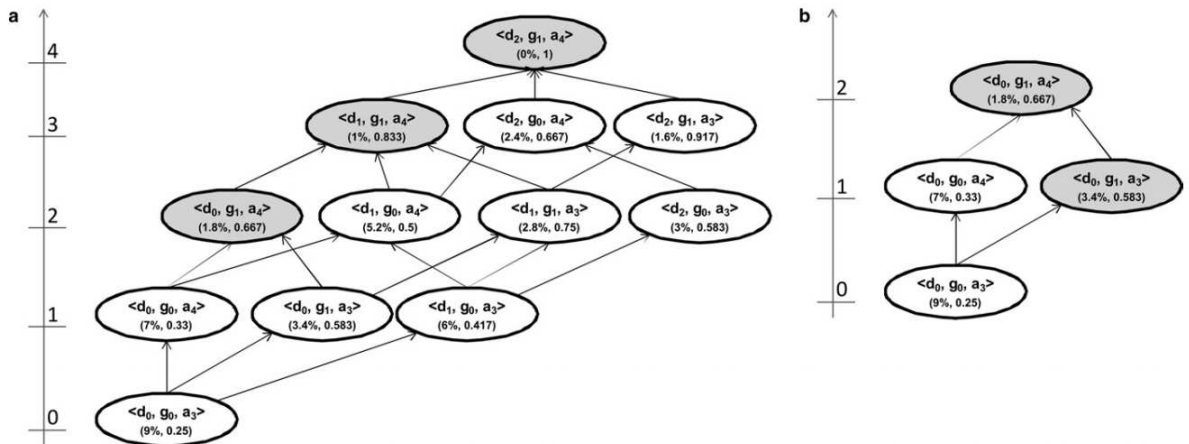 a
4
<d₂, g₁, a₄>
(0%, 1)
3
<d₁, g₁, a₄>
(1%, 0.833)
<d₂, g₀, a₄>
(2.4%, 0.667)
<d₂, g₁, a₃>
(1.6%, 0.917)
2
<d₀, g₁, a₄>
(1.8%, 0.667)
<d₁, g₀, a₄>
(5.2%, 0.5)
<d₁, g₁, a₃>
(2.8%, 0.75)
<d₂, g₀, a₃>
(3%, 0.583)
1
<d₀, g₀, a₄>
(7%, 0.33)
<d₀, g₁, a₃>
(3.4%, 0.583)
<d₁, g₀, a₃>
(6%, 0.417)
0
<d₀, g₀, a₃>
(9%, 0.25)
b
2
<d₀, g₁, a₄>
(1.8%, 0.667)
1
<d₀, g₀, a₄>
(7%, 0.33)
<d₀, g₁, a₃>
(3.4%, 0.583)
0
<d₀, g₀, a₃>
(9%, 0.25)